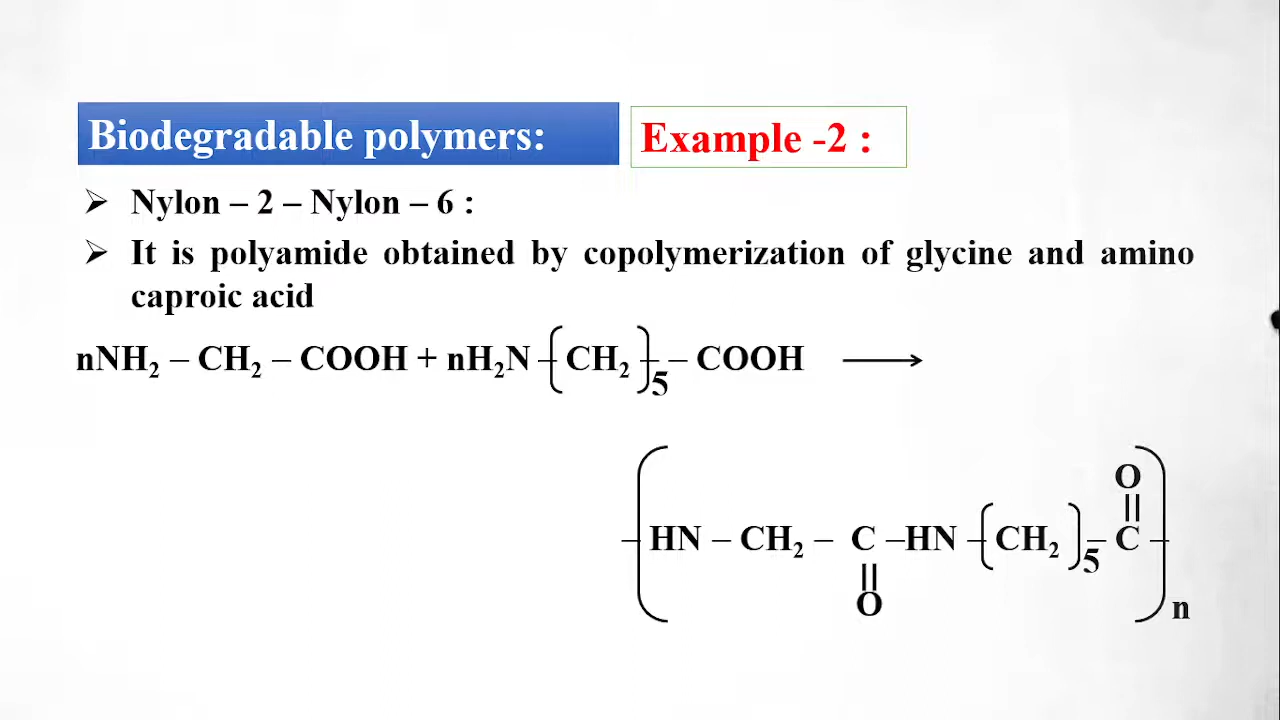 Biodegradable polymers:
Example -2 :
➢ Nylon – 2 – Nylon – 6 :
➢ It is polyamide obtained by copolymerization of glycine and amino
caproic acid
nNH₂ – CH₂ – COOH + nH₂N –(CH₂)–₅ – COOH ⟶
O
||
–(HN – CH₂ – C –HN –(CH₂)–₅ C –)n
||
O